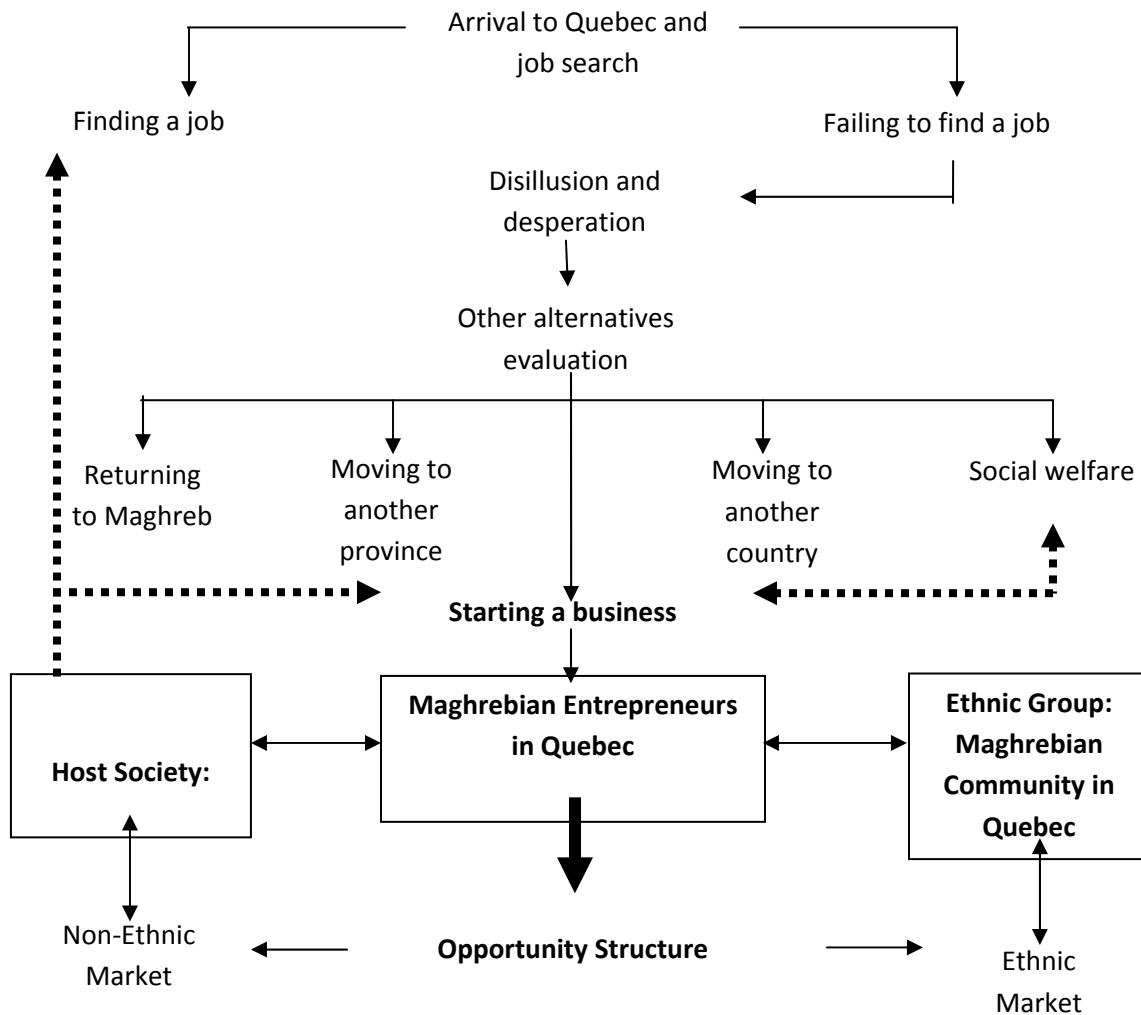 Arrival to Quebec and
job search
Finding a job
Failing to find a job
Disillusion and
desperation
Other alternatives
evaluation
Returning
to Maghreb
Moving to
another
province
Moving to
another
country
Social welfare
Starting a business
Host Society:
Maghrebian Entrepreneurs
in Quebec
Ethnic Group:
Maghrebian
Community in
Quebec
Non-Ethnic
Market
Opportunity Structure
Ethnic
Market